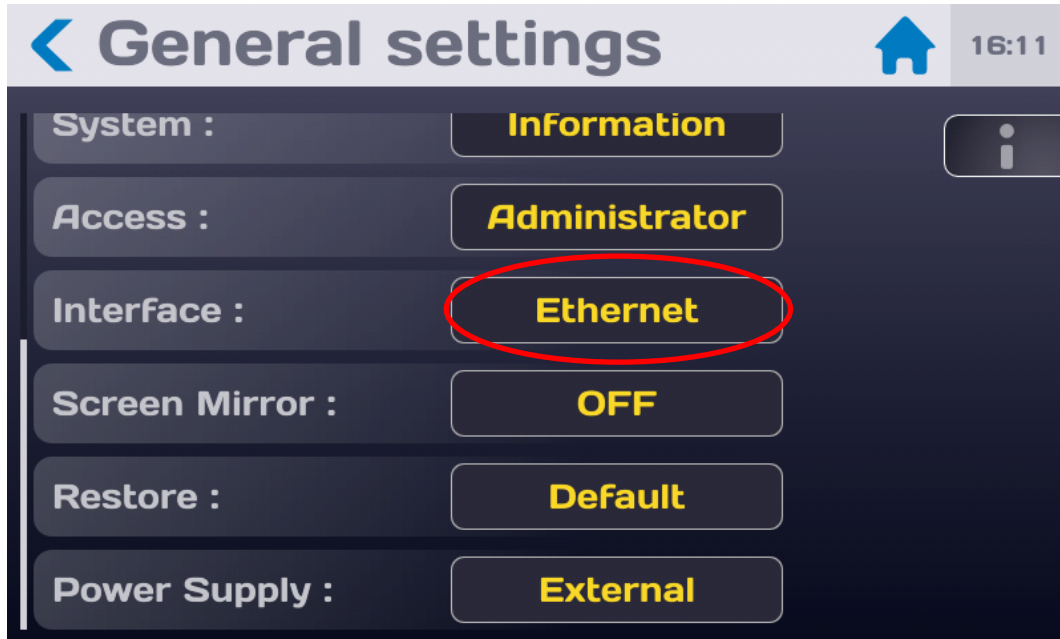 General settings
16:11
System : Information
Access : Administrator
Interface : Ethernet
Screen Mirror : OFF
Restore : Default
Power Supply : External